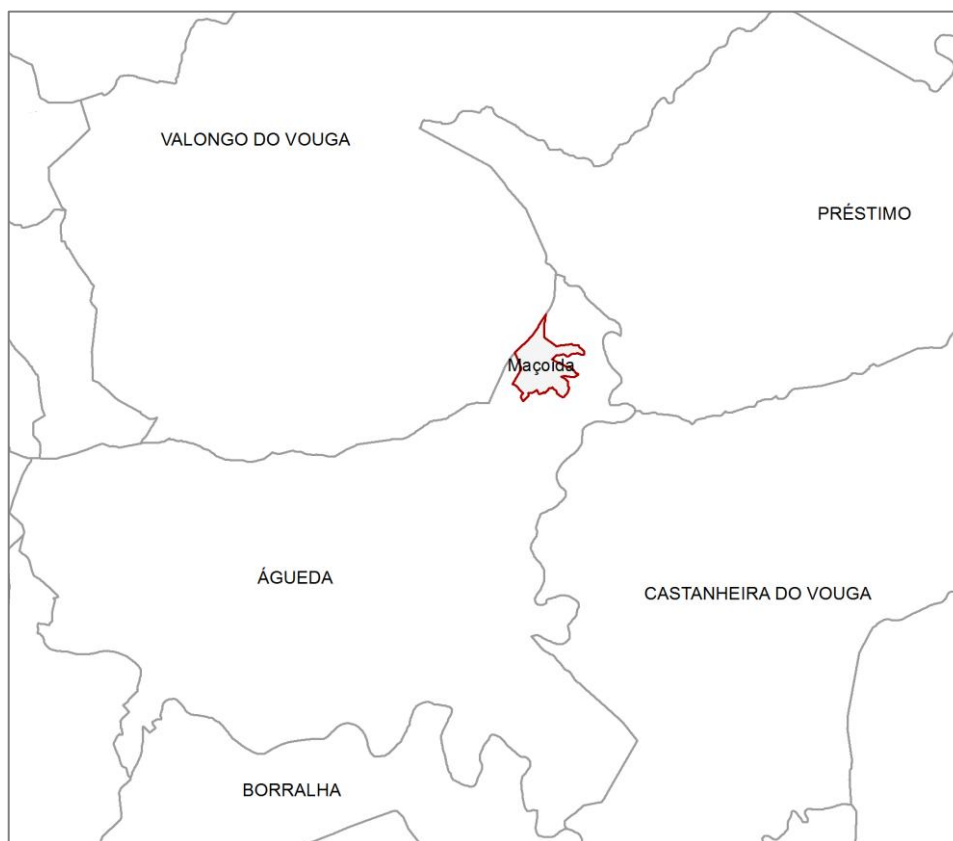 VALONGO DO VOUGA
PRÉSTIMO
Maçoida
ÁGUEDA
CASTANHEIRA DO VOUGA
BORRALHA